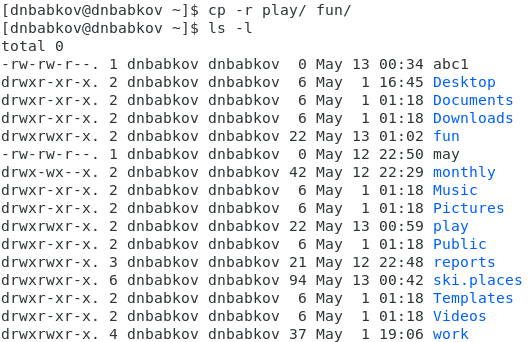 [dnbabkov@dnbabkov ~]$ cp -r play/ fun/
[dnbabkov@dnbabkov ~]$ ls -l
total 0
-rw-rw-r--. 1 dnbabkov dnbabkov  0 May 13 00:34 abc1
drwxr-xr-x. 2 dnbabkov dnbabkov  6 May  1 16:45 Desktop
drwxr-xr-x. 2 dnbabkov dnbabkov  6 May  1 01:18 Documents
drwxr-xr-x. 2 dnbabkov dnbabkov  6 May  1 01:18 Downloads
drwxrwxr-x. 2 dnbabkov dnbabkov 22 May 13 01:02 fun
-rw-rw-r--. 1 dnbabkov dnbabkov  0 May 12 22:50 may
drwx-wx--x. 2 dnbabkov dnbabkov 42 May 12 22:29 monthly
drwxr-xr-x. 2 dnbabkov dnbabkov  6 May  1 01:18 Music
drwxr-xr-x. 2 dnbabkov dnbabkov  6 May  1 01:18 Pictures
drwxrwxr-x. 2 dnbabkov dnbabkov 22 May 13 00:59 play
drwxr-xr-x. 2 dnbabkov dnbabkov  6 May  1 01:18 Public
drwxrwxr-x. 3 dnbabkov dnbabkov 21 May 12 22:48 reports
drwxrwxr-x. 6 dnbabkov dnbabkov 94 May 13 00:42 ski.places
drwxr-xr-x. 2 dnbabkov dnbabkov  6 May  1 01:18 Templates
drwxr-xr-x. 2 dnbabkov dnbabkov  6 May  1 01:18 Videos
drwxrwxr-x. 4 dnbabkov dnbabkov 37 May  1 19:06 work